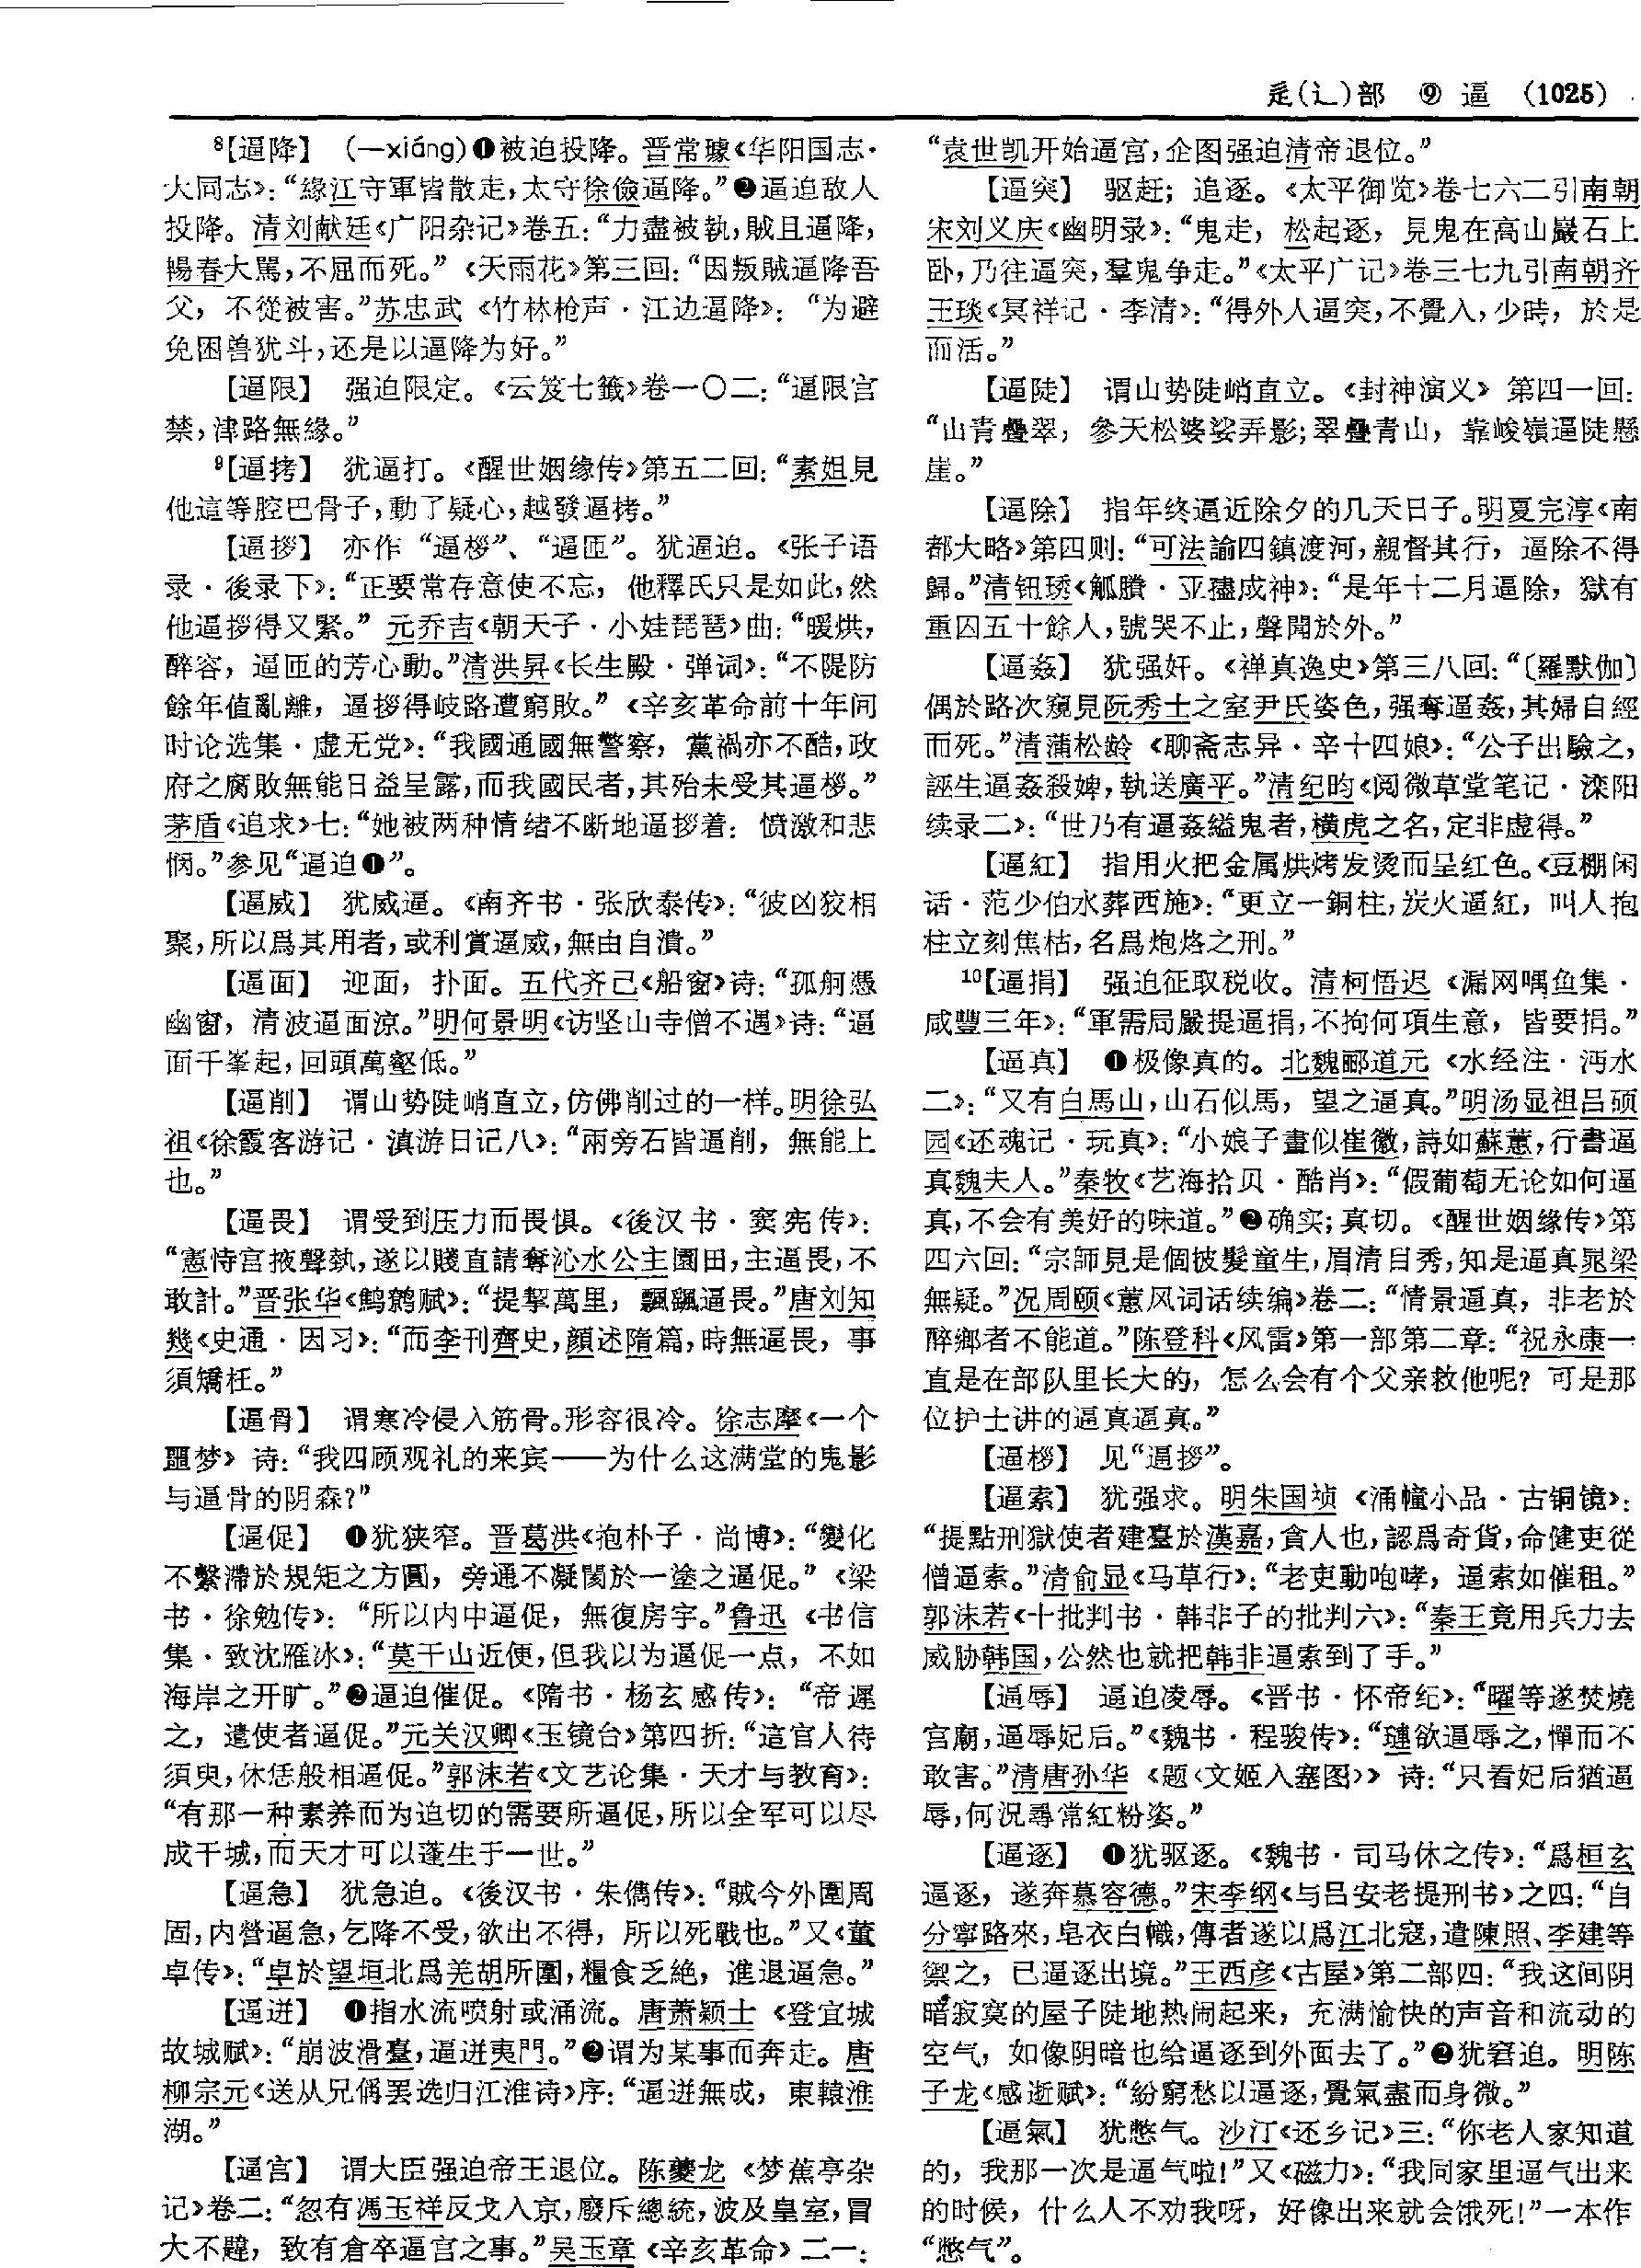 辵(辶)部 ⑨ 逼 (1025)
⁸【逼降】 (—xiáng)❶被迫投降。晋常璩《华阳国志·
大同志》：“緣江守軍皆散走，太守徐儉逼降。”❷逼迫敌人
投降。清刘献廷《广阳杂记》卷五：“力盡被執，賊且逼降，
楊春大駡，不屈而死。”《天雨花》第三回：“因叛賊逼降吾
父，不從被害。”苏忠武《竹林枪声·江边逼降》：“为避
免困兽犹斗，还是以逼降为好。”
【逼限】 强迫限定。《云笈七籤》卷一〇二：“逼限宫
禁，津路無緣。”
⁹【逼拷】 犹逼打。《醒世姻缘传》第五二回：“素姐見
他這等腔巴骨子，動了疑心，越發逼拷。”
【逼拶】 亦作“逼桚”、“逼匝”。犹逼迫。《张子语
录·後录下》：“正要常存意使不忘，他釋氏只是如此，然
他逼拶得又緊。”元乔吉《朝天子·小娃琵琶》曲：“暖烘，
醉容，逼匝的芳心動。”清洪昇《长生殿·弹词》：“不隄防
餘年值亂離，逼拶得岐路遭窮敗。”《辛亥革命前十年间
时论选集·虚无党》：“我國通國無警察，黨禍亦不酷，政
府之腐敗無能日益呈露，而我國民者，其殆未受其逼桚。”
茅盾《追求》七：“她被两种情绪不断地逼拶着：愤激和悲
悯。”参见“逼迫❶”。
【逼威】 犹威逼。《南齐书·张欣泰传》：“彼凶狡相
聚，所以爲其用者，或利賞逼威，無由自潰。”
【逼面】 迎面，扑面。五代齐己《船窗》诗：“孤舸憑
幽窗，清波逼面涼。”明何景明《访坚山寺僧不遇》诗：“逼
面千峯起，回頭萬壑低。”
【逼削】 谓山势陡峭直立，仿佛削过的一样。明徐弘
祖《徐霞客游记·滇游日记八》：“兩旁石皆逼削，無能上
也。”
【逼畏】 谓受到压力而畏惧。《後汉书·窦宪传》：
“憲恃宫掖聲埶，遂以賤直請奪沁水公主園田，主逼畏，不
敢計。”晋张华《鹪鹩赋》：“提挈萬里，飄飖逼畏。”唐刘知
幾《史通·因习》：“而李刊齊史，顔述隋篇，時無逼畏，事
須矯枉。”
【逼骨】 谓寒冷侵入筋骨。形容很冷。徐志摩《一个
噩梦》诗：“我四顾观礼的来宾——为什么这满堂的鬼影
与逼骨的阴森？”
【逼促】 ❶犹狭窄。晋葛洪《抱朴子·尚博》：“變化
不繫滯於規矩之方圓，旁通不凝閡於一塗之逼促。”《梁
书·徐勉传》：“所以内中逼促，無復房宇。”鲁迅《书信
集·致沈雁冰》：“莫干山近便，但我以为逼促一点，不如
海岸之开旷。”❷逼迫催促。《隋书·杨玄感传》：“帝遲
之，遣使者逼促。”元关汉卿《玉镜台》第四折：“這官人待
須臾，休恁般相逼促。”郭沫若《文艺论集·天才与教育》：
“有那一种素养而为迫切的需要所逼促，所以全军可以尽
成干城，而天才可以蓬生于一世。”
【逼急】 犹急迫。《後汉书·朱儁传》：“賊今外圍周
固，内營逼急，乞降不受，欲出不得，所以死戰也。”又《董
卓传》：“卓於望垣北爲羌胡所圍，糧食乏絶，進退逼急。”
【逼迸】 ❶指水流喷射或涌流。唐萧颖士《登宜城
故城赋》：“崩波滑臺，逼迸夷門。”❷谓为某事而奔走。唐
柳宗元《送从兄偁罢选归江淮诗》序：“逼迸無成，東轅淮
湖。”
【逼宫】 谓大臣强迫帝王退位。陈夔龙《梦蕉亭杂
记》卷二：“忽有馮玉祥反戈入京，廢斥總統，波及皇室，冒
大不韙，致有倉卒逼宫之事。”吴玉章《辛亥革命》二一：
“袁世凯开始逼宫，企图强迫清帝退位。”
【逼突】 驱赶；追逐。《太平御览》卷七六二引南朝
宋刘义庆《幽明录》：“鬼走，松起逐，見鬼在高山巖石上
卧，乃往逼突，羣鬼争走。”《太平广记》卷三七九引南朝齐
王琰《冥祥记·李清》：“得外人逼突，不覺入，少時，於是
而活。”
【逼陡】 谓山势陡峭直立。《封神演义》第四一回：
“山青疊翠，參天松婆娑弄影；翠疊青山，靠峻嶺逼陡懸
崖。”
【逼除】 指年终逼近除夕的几天日子。明夏完淳《南
都大略》第四则：“可法諭四鎮渡河，親督其行，逼除不得
歸。”清钮琇《觚賸·亚孺成神》：“是年十二月逼除，獄有
重囚五十餘人，號哭不止，聲聞於外。”
【逼姦】 犹强奸。《禅真逸史》第三八回：“〔羅默伽〕
偶於路次窺見阮秀士之室尹氏姿色，强奪逼姦，其婦自經
而死。”清蒲松龄《聊斋志异·辛十四娘》：“公子出驗之，
誣生逼姦殺婢，執送廣平。”清纪昀《阅微草堂笔记·滦阳
续录二》：“世乃有逼姦縊鬼者，横虎之名，定非虚得。”
【逼紅】 指用火把金属烘烤发烫而呈红色。《豆棚闲
话·范少伯水葬西施》：“更立一銅柱，炭火逼紅，叫人抱
柱立刻焦枯，名爲炮烙之刑。”
¹⁰【逼捐】 强迫征取税收。清柯悟迟《漏网喁鱼集·
咸豐三年》：“軍需局嚴提逼捐，不拘何項生意，皆要捐。”
【逼真】 ❶极像真的。北魏郦道元《水经注·沔水
二》：“又有白馬山，山石似馬，望之逼真。”明汤显祖吕硕
园《还魂记·玩真》：“小娘子畫似崔徽，詩如蘇蕙，行書逼
真魏夫人。”秦牧《艺海拾贝·酷肖》：“假葡萄无论如何逼
真，不会有美好的味道。”❷确实；真切。《醒世姻缘传》第
四六回：“宗師見是個披髮童生，眉清目秀，知是逼真晁梁
無疑。”况周颐《蕙风词话续编》卷二：“情景逼真，非老於
醉鄉者不能道。”陈登科《风雷》第一部第二章：“祝永康一
直是在部队里长大的，怎么会有个父亲救他呢？可是那
位护士讲的逼真逼真。”
【逼桚】 见“逼拶”。
【逼索】 犹强求。明朱国祯《涌幢小品·古铜镜》：
“提點刑獄使者建臺於漢嘉，貪人也，認爲奇貨，命健吏從
僧逼索。”清俞显《马草行》：“老吏動咆哮，逼索如催租。”
郭沫若《十批判书·韩非子的批判六》：“秦王竟用兵力去
威胁韩国，公然也就把韩非逼索到了手。”
【逼辱】 逼迫凌辱。《晋书·怀帝纪》：“曜等遂焚燒
宫廟，逼辱妃后。”《魏书·程骏传》：“璉欲逼辱之，憚而不
敢害。”清唐孙华《题〈文姬入塞图〉》诗：“只看妃后猶逼
辱，何況尋常紅粉姿。”
【逼逐】 ❶犹驱逐。《魏书·司马休之传》：“爲桓玄
逼逐，遂奔慕容德。”宋李纲《与吕安老提刑书》之四：“自
分寧路來，皂衣白幟，傳者遂以爲江北寇，遣陳照、李建等
禦之，已逼逐出境。”王西彦《古屋》第二部四：“我这间阴
暗寂寞的屋子陡地热闹起来，充满愉快的声音和流动的
空气，如像阴暗也给逼逐到外面去了。”❷犹窘迫。明陈
子龙《感逝赋》：“紛窮愁以逼逐，覺氣盡而身微。”
【逼氣】 犹憋气。沙汀《还乡记》三：“你老人家知道
的，我那一次是逼气啦！”又《磁力》：“我同家里逼气出来
的时候，什么人不劝我呀，好像出来就会饿死！”一本作
“憋气”。